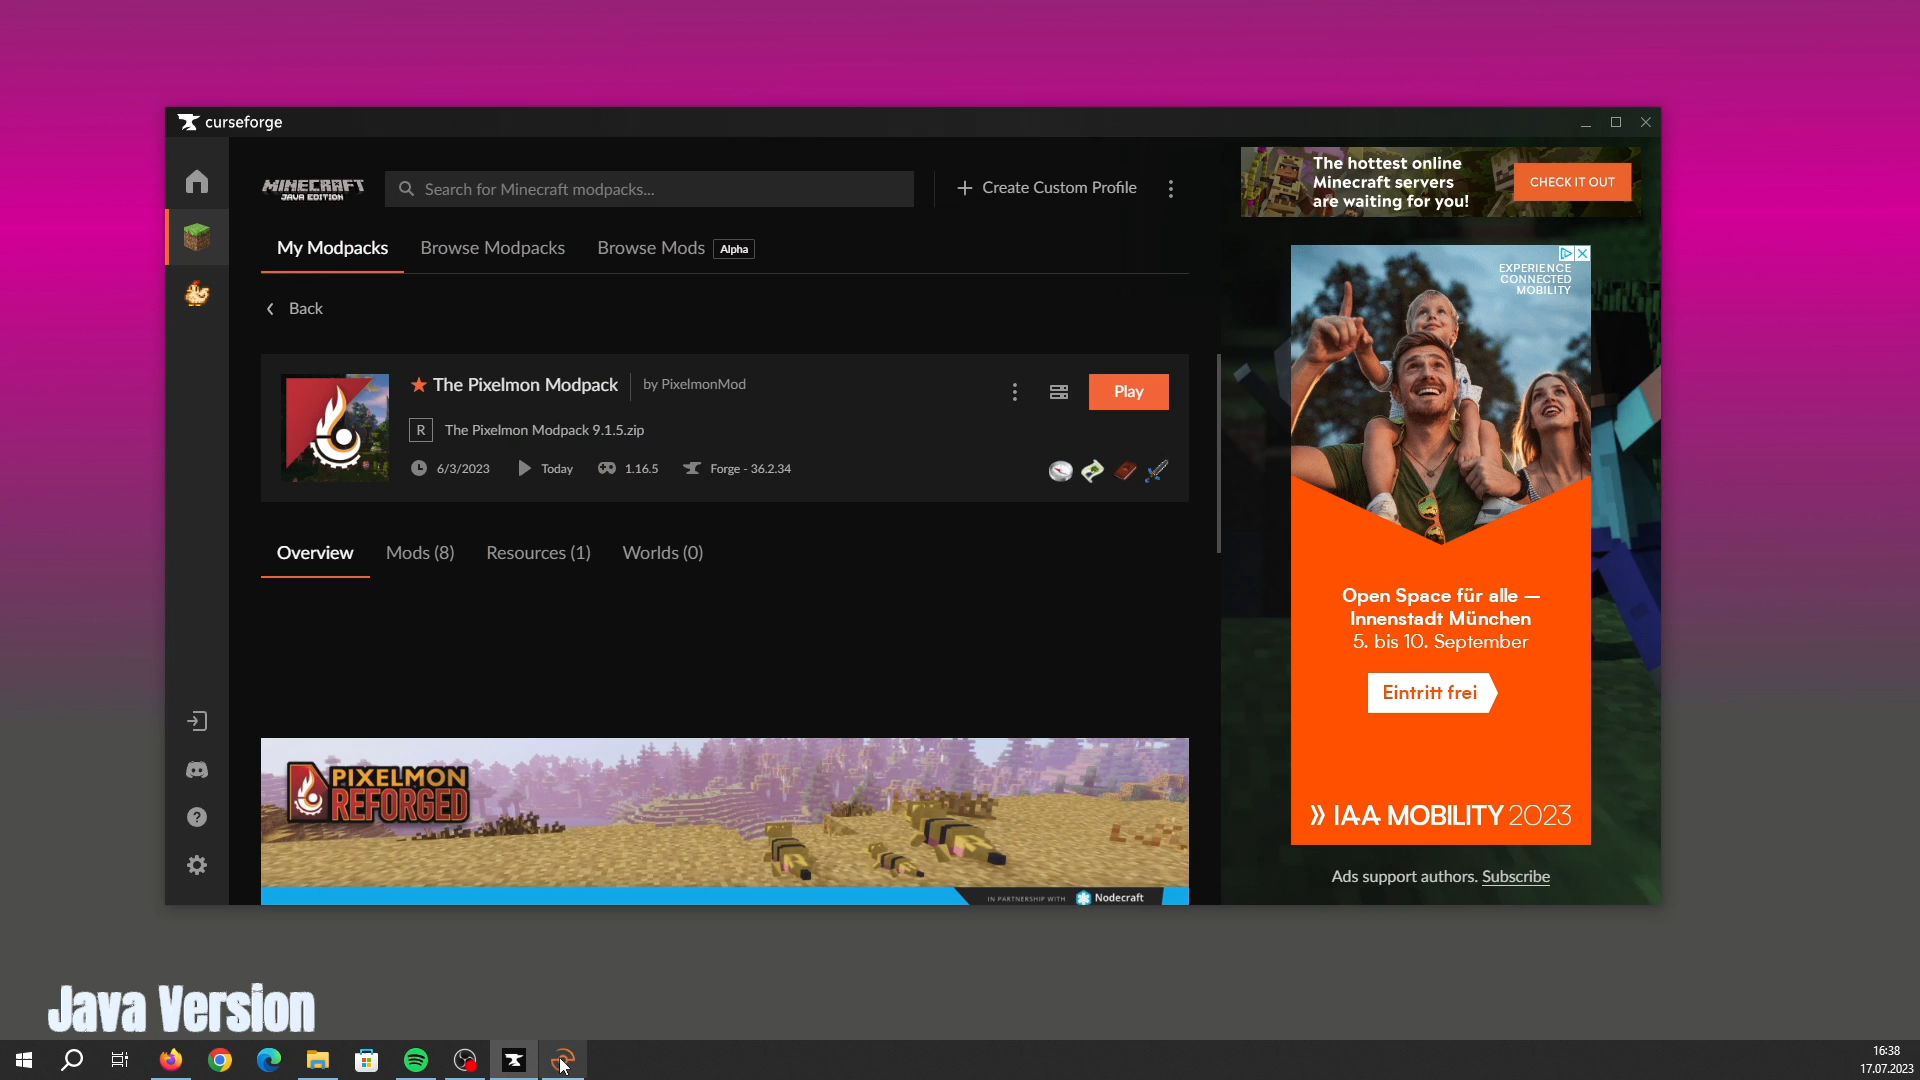 curseforge
MINECRAFT
JAVA EDITION
Search for Minecraft modpacks...
Create Custom Profile
The hottest online
Minecraft servers
are waiting for you!
CHECK IT OUT
My Modpacks
Browse Modpacks
Browse Mods
Alpha
Back
The Pixelmon Modpack
by PixelmonMod
Play
R
The Pixelmon Modpack 9.1.5.zip
6/3/2023
Today
1.16.5
Forge - 36.2.34
Overview
Mods (8)
Resources (1)
Worlds (0)
PIXELMON
REFORGED
IN PARTNERSHIP WITH
Nodecraft
EXPERIENCE
CONNECTED
MOBILITY
Open Space für alle —
Innenstadt München
5. bis 10. September
Eintritt frei
IAA MOBILITY 2023
Ads support authors. Subscribe
Java Version
16:38
17.07.2023